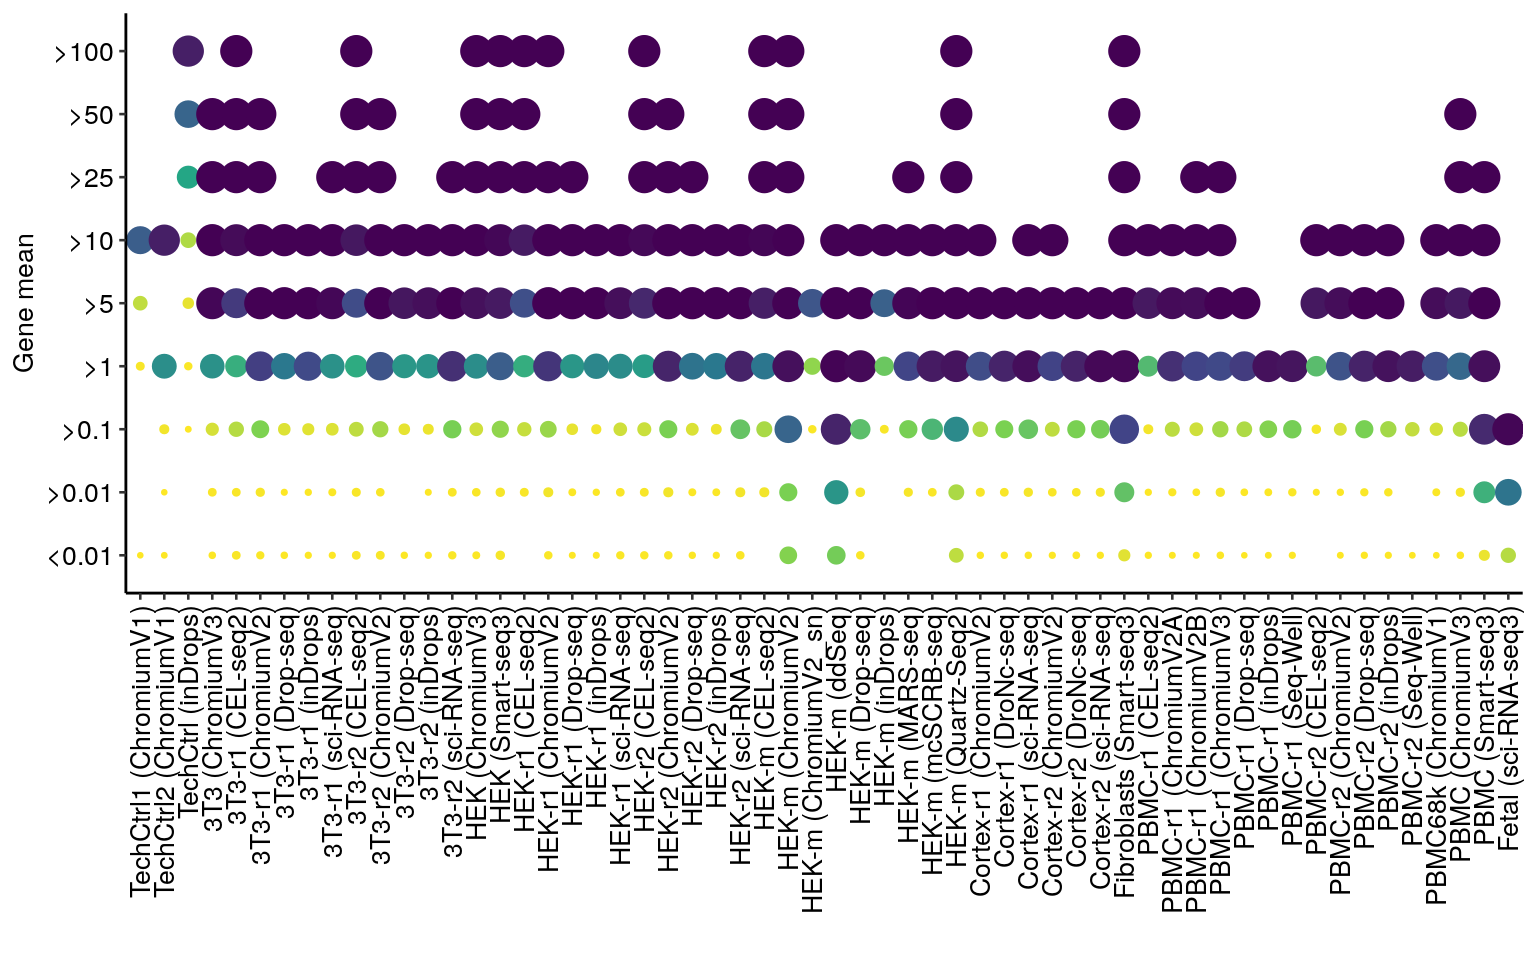 Gene mean
>100
>50
>25
>10
>5
>1
>0.1
>0.01
<0.01
TechCtrl1 (ChromiumV1)
TechCtrl2 (ChromiumV1)
TechCtrl (inDrops)
3T3 (ChromiumV3)
3T3-r1 (CEL-seq2)
3T3-r1 (ChromiumV2)
3T3-r1 (Drop-seq)
3T3-r1 (inDrops)
3T3-r1 (sci-RNA-seq)
3T3-r2 (CEL-seq2)
3T3-r2 (ChromiumV2)
3T3-r2 (Drop-seq)
3T3-r2 (inDrops)
3T3-r2 (sci-RNA-seq)
HEK (ChromiumV3)
HEK (Smart-seq3)
HEK-r1 (CEL-seq2)
HEK-r1 (ChromiumV2)
HEK-r1 (Drop-seq)
HEK-r1 (inDrops)
HEK-r1 (sci-RNA-seq)
HEK-r2 (CEL-seq2)
HEK-r2 (ChromiumV2)
HEK-r2 (Drop-seq)
HEK-r2 (inDrops)
HEK-r2 (sci-RNA-seq)
HEK-m (CEL-seq2)
HEK-m (ChromiumV2)
HEK-m (ChromiumV2_sn)
HEK-m (ddSeq)
HEK-m (Drop-seq)
HEK-m (inDrops)
HEK-m (MARS-seq)
HEK-m (mcSCRB-seq)
HEK-m (Quartz-Seq2)
Cortex-r1 (ChromiumV2)
Cortex-r1 (DroNc-seq)
Cortex-r1 (sci-RNA-seq)
Cortex-r2 (ChromiumV2)
Cortex-r2 (DroNc-seq)
Cortex-r2 (sci-RNA-seq)
Fibroblasts (Smart-seq3)
PBMC-r1 (CEL-seq2)
PBMC-r1 (ChromiumV2A)
PBMC-r1 (ChromiumV2B)
PBMC-r1 (ChromiumV3)
PBMC-r1 (Drop-seq)
PBMC-r1 (inDrops)
PBMC-r1 (Seq-Well)
PBMC-r2 (CEL-seq2)
PBMC-r2 (ChromiumV2)
PBMC-r2 (Drop-seq)
PBMC-r2 (inDrops)
PBMC-r2 (Seq-Well)
PBMC68k (ChromiumV1)
PBMC (ChromiumV3)
PBMC (Smart-seq3)
Fetal (sci-RNA-seq3)